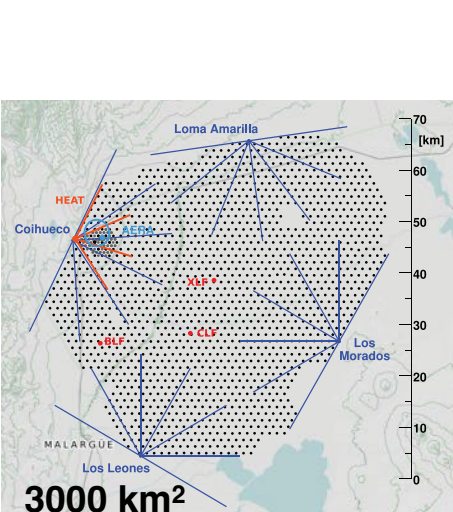 70
Loma Amarilla
[km]
60
HEAT
50
Coihueco
AERA
40
XLF
30
CLF
BLF
Los
Morados
20
10
MALARGUE
Los Leones
0
3000 km²